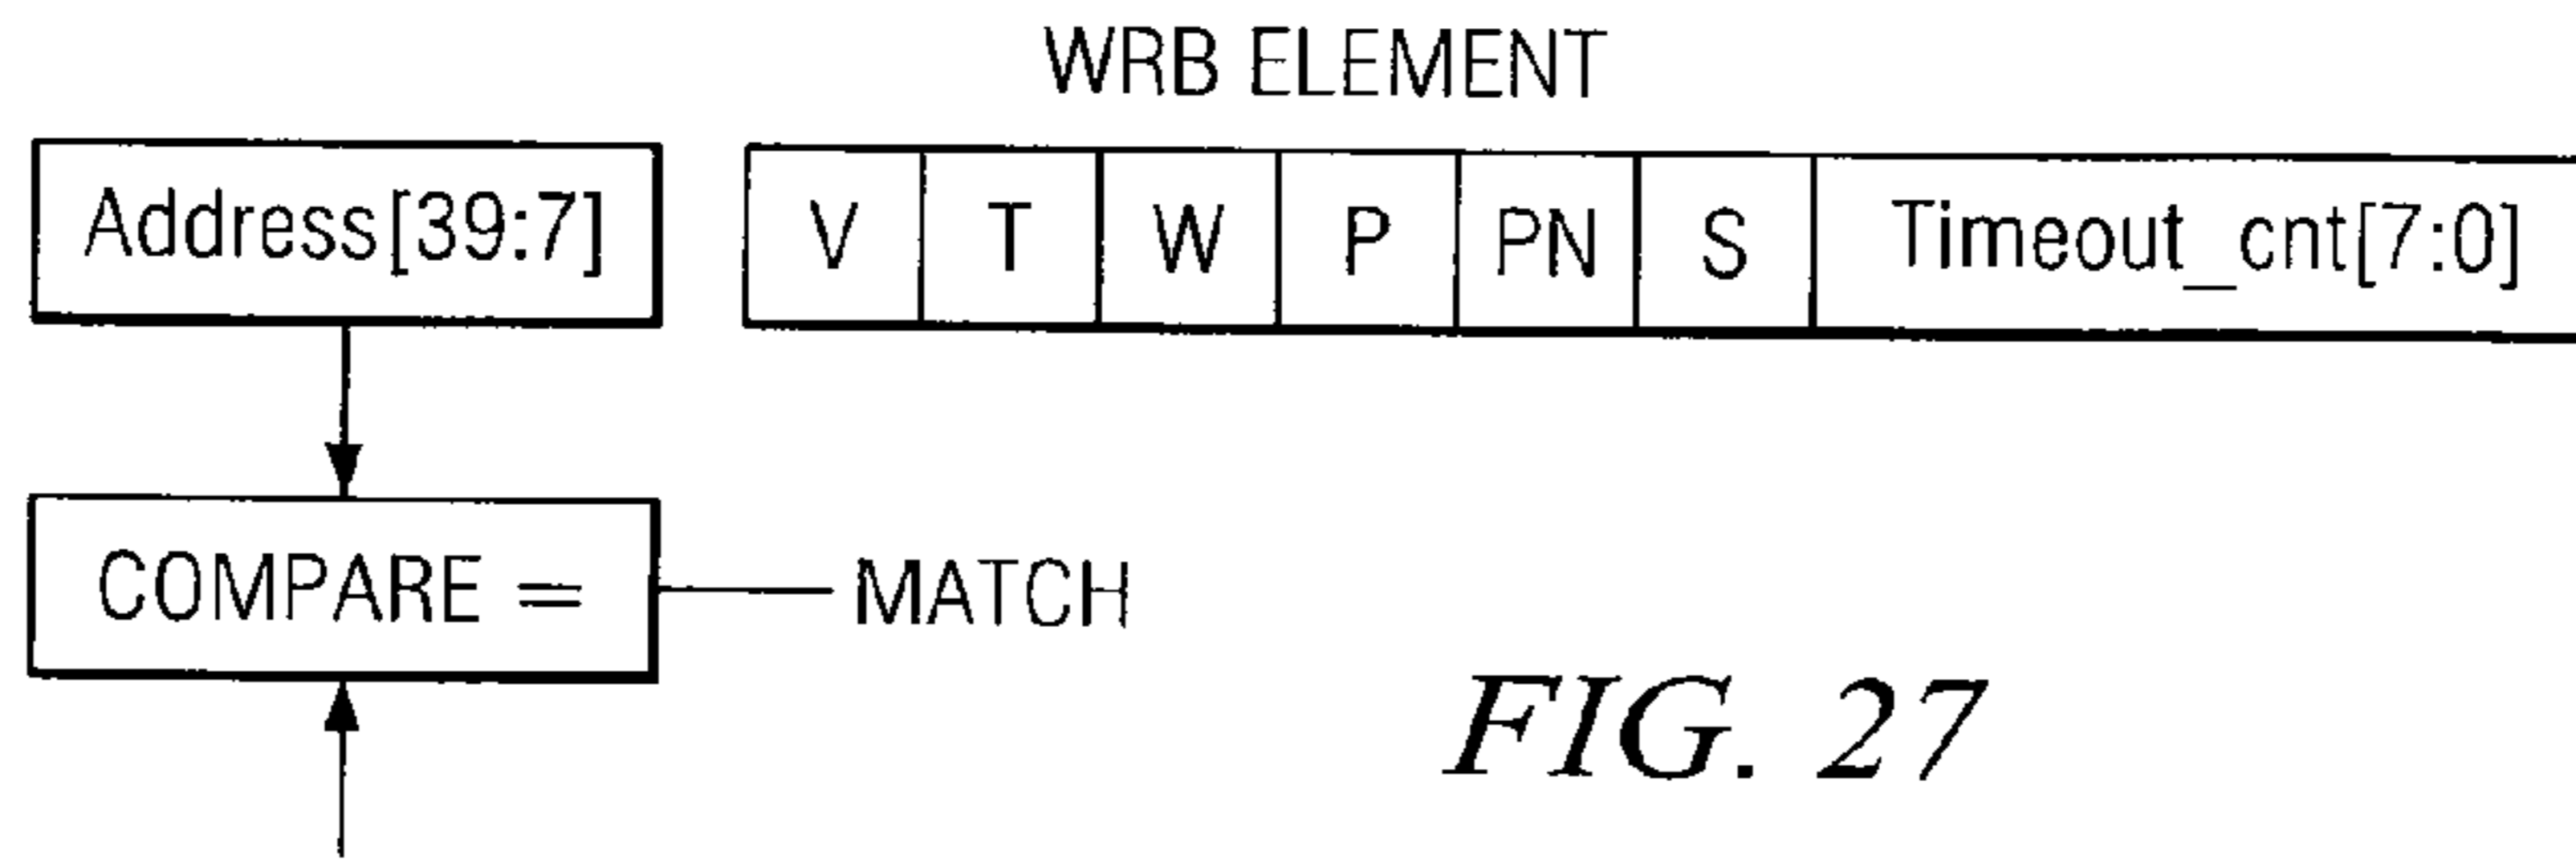 WRB ELEMENT
Address[39:7] V T W P PN S Timeout_cnt[7:0]
COMPARE = MATCH
FIG. 27